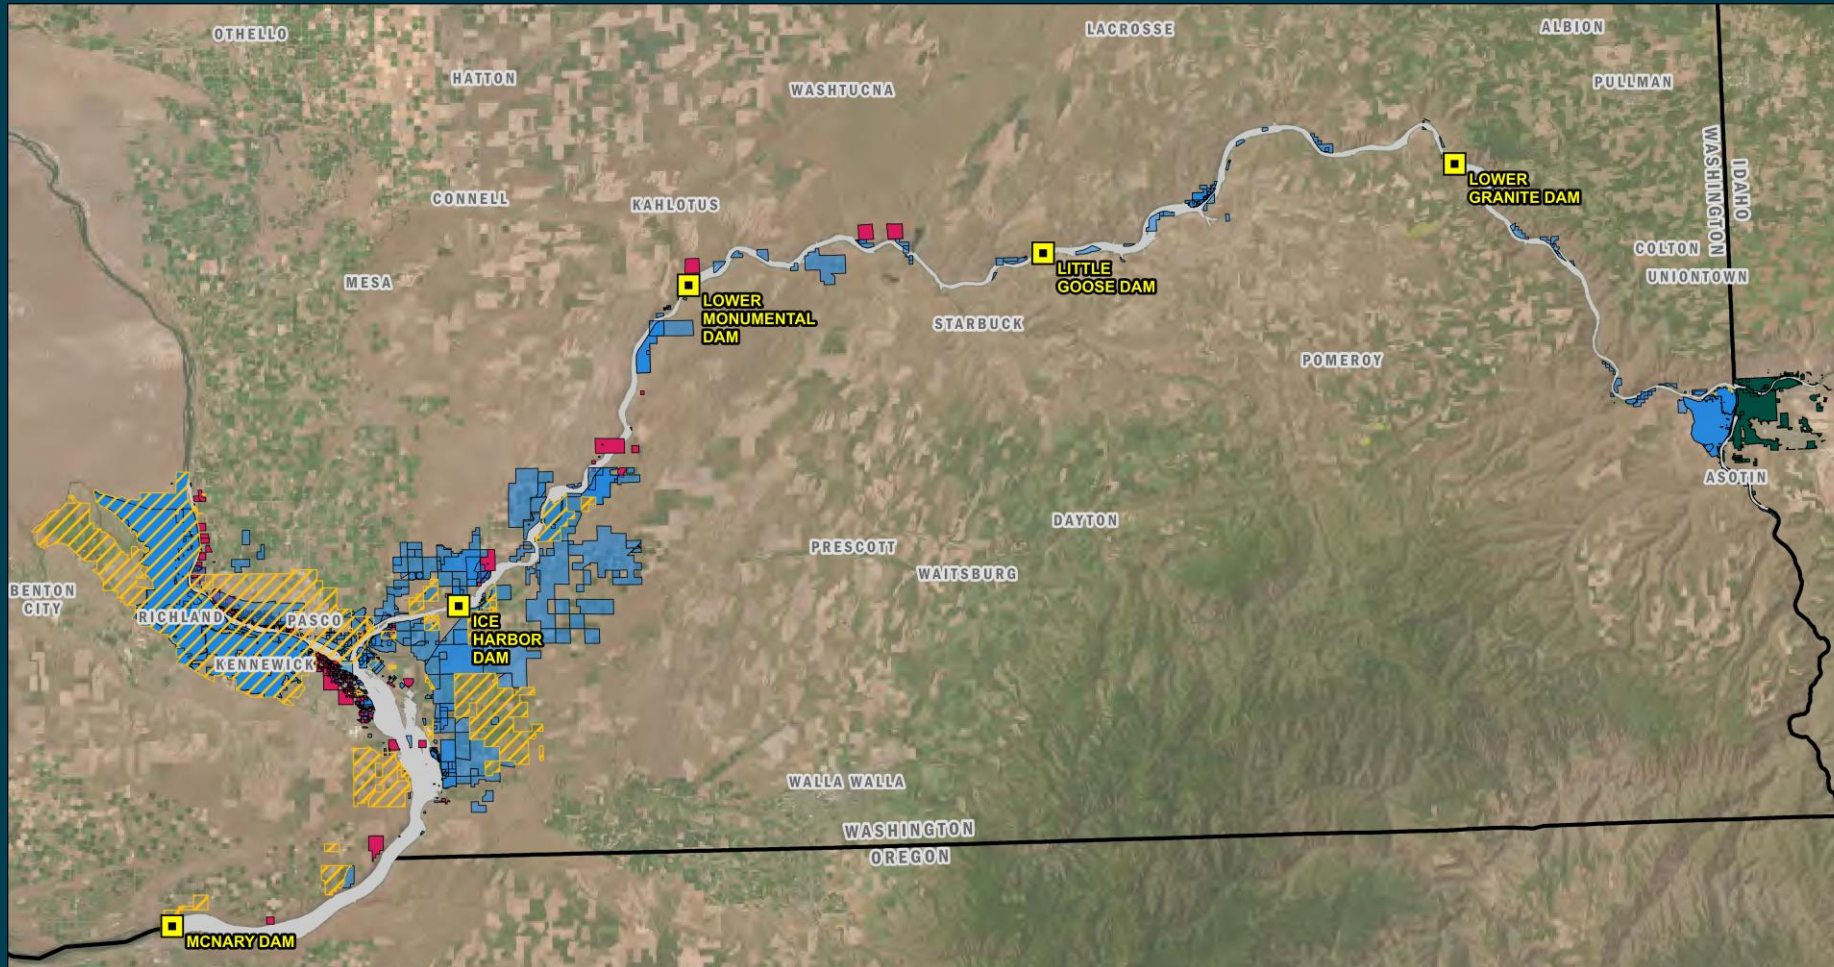 OTHELLO
LACROSSE
ALBION
HATTON
WASHTUCNA
PULLMAN
WASHINGTON
IDAHO
CONNELL
KAHLOTUS
LOWER
GRANITE DAM
COLTON
UNIONTOWN
MESA
LITTLE
GOOSE DAM
LOWER
MONUMENTAL
DAM
STARBUCK
POMEROY
ASOTIN
DAYTON
PRESCOTT
WAITSBURG
BENTON
CITY
RICHLAND
PASCO
ICE
HARBOR
DAM
KENNEWICK
WALLA WALLA
WASHINGTON
OREGON
MCNARY DAM